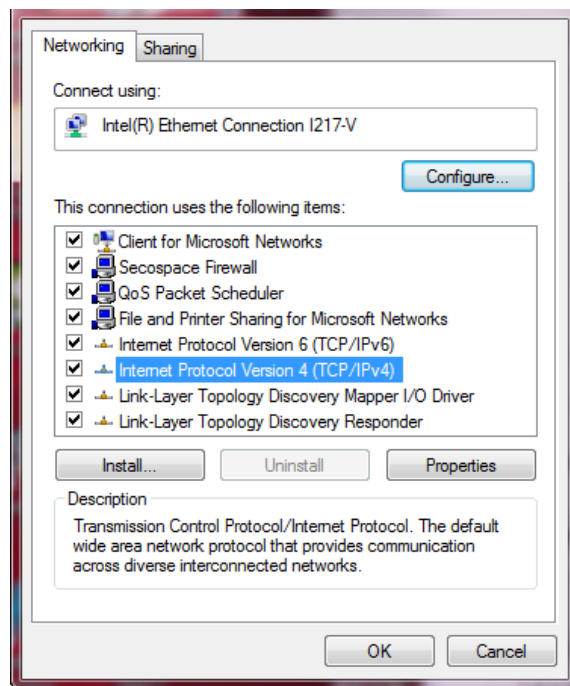 Networking Sharing
Connect using:
Intel(R) Ethemet Connection I217-V
Configure...
This connection uses the following items:
Client for Microsoft Networks
Secospace Firewall
QoS Packet Scheduler
File and Printer Sharing for Microsoft Networks
Internet Protocol Version 6 (TCP/IPv6)
Internet Protocol Version 4 (TCP/IPv4)
Link-Layer Topology Discovery Mapper I/O Driver
Link-Layer Topology Discovery Responder
Install... Uninstall Properties
Description
Transmission Control Protocol/Internet Protocol. The default
wide area network protocol that provides communication
across diverse interconnected networks.
OK Cancel